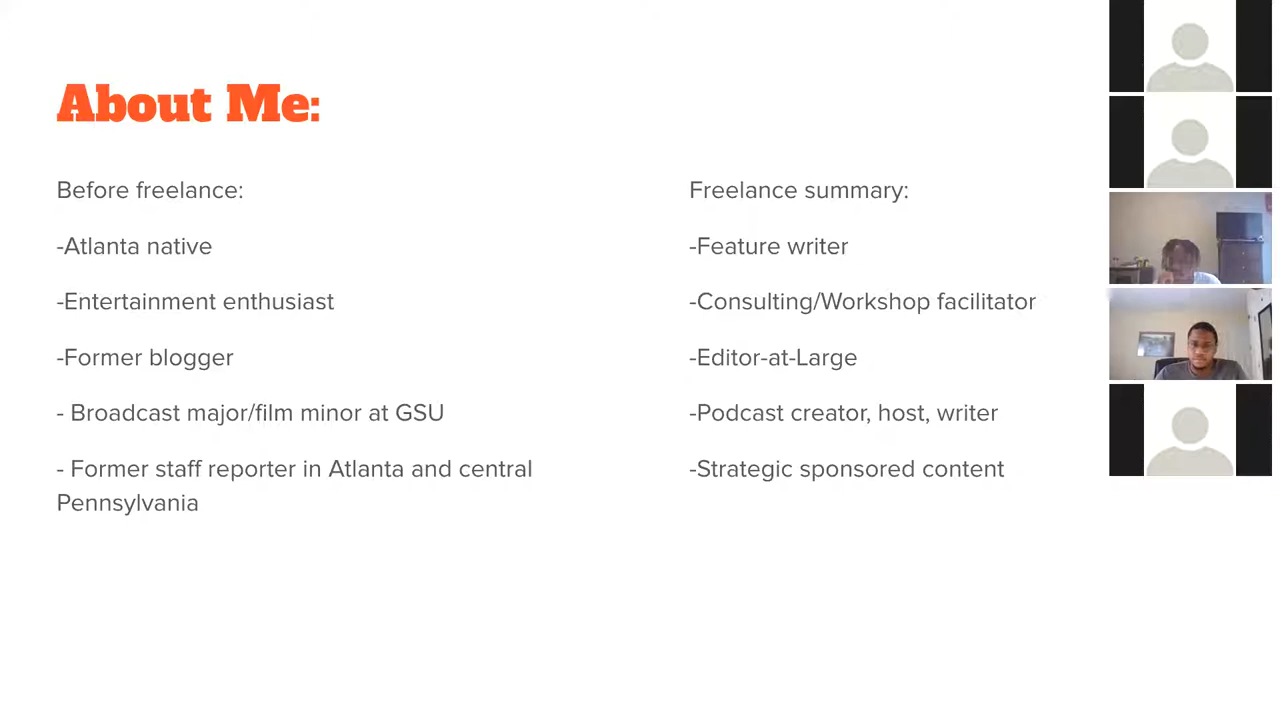 About Me:
Before freelance:
-Atlanta native
-Entertainment enthusiast
-Former blogger
- Broadcast major/film minor at GSU
- Former staff reporter in Atlanta and central
Pennsylvania
Freelance summary:
-Feature writer
-Consulting/Workshop facilitator
-Editor-at-Large
-Podcast creator, host, writer
-Strategic sponsored content